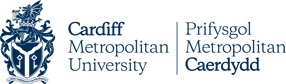 Cardiff
Metropolitan
University
Prifysgol
Metropolitan
Caerdydd